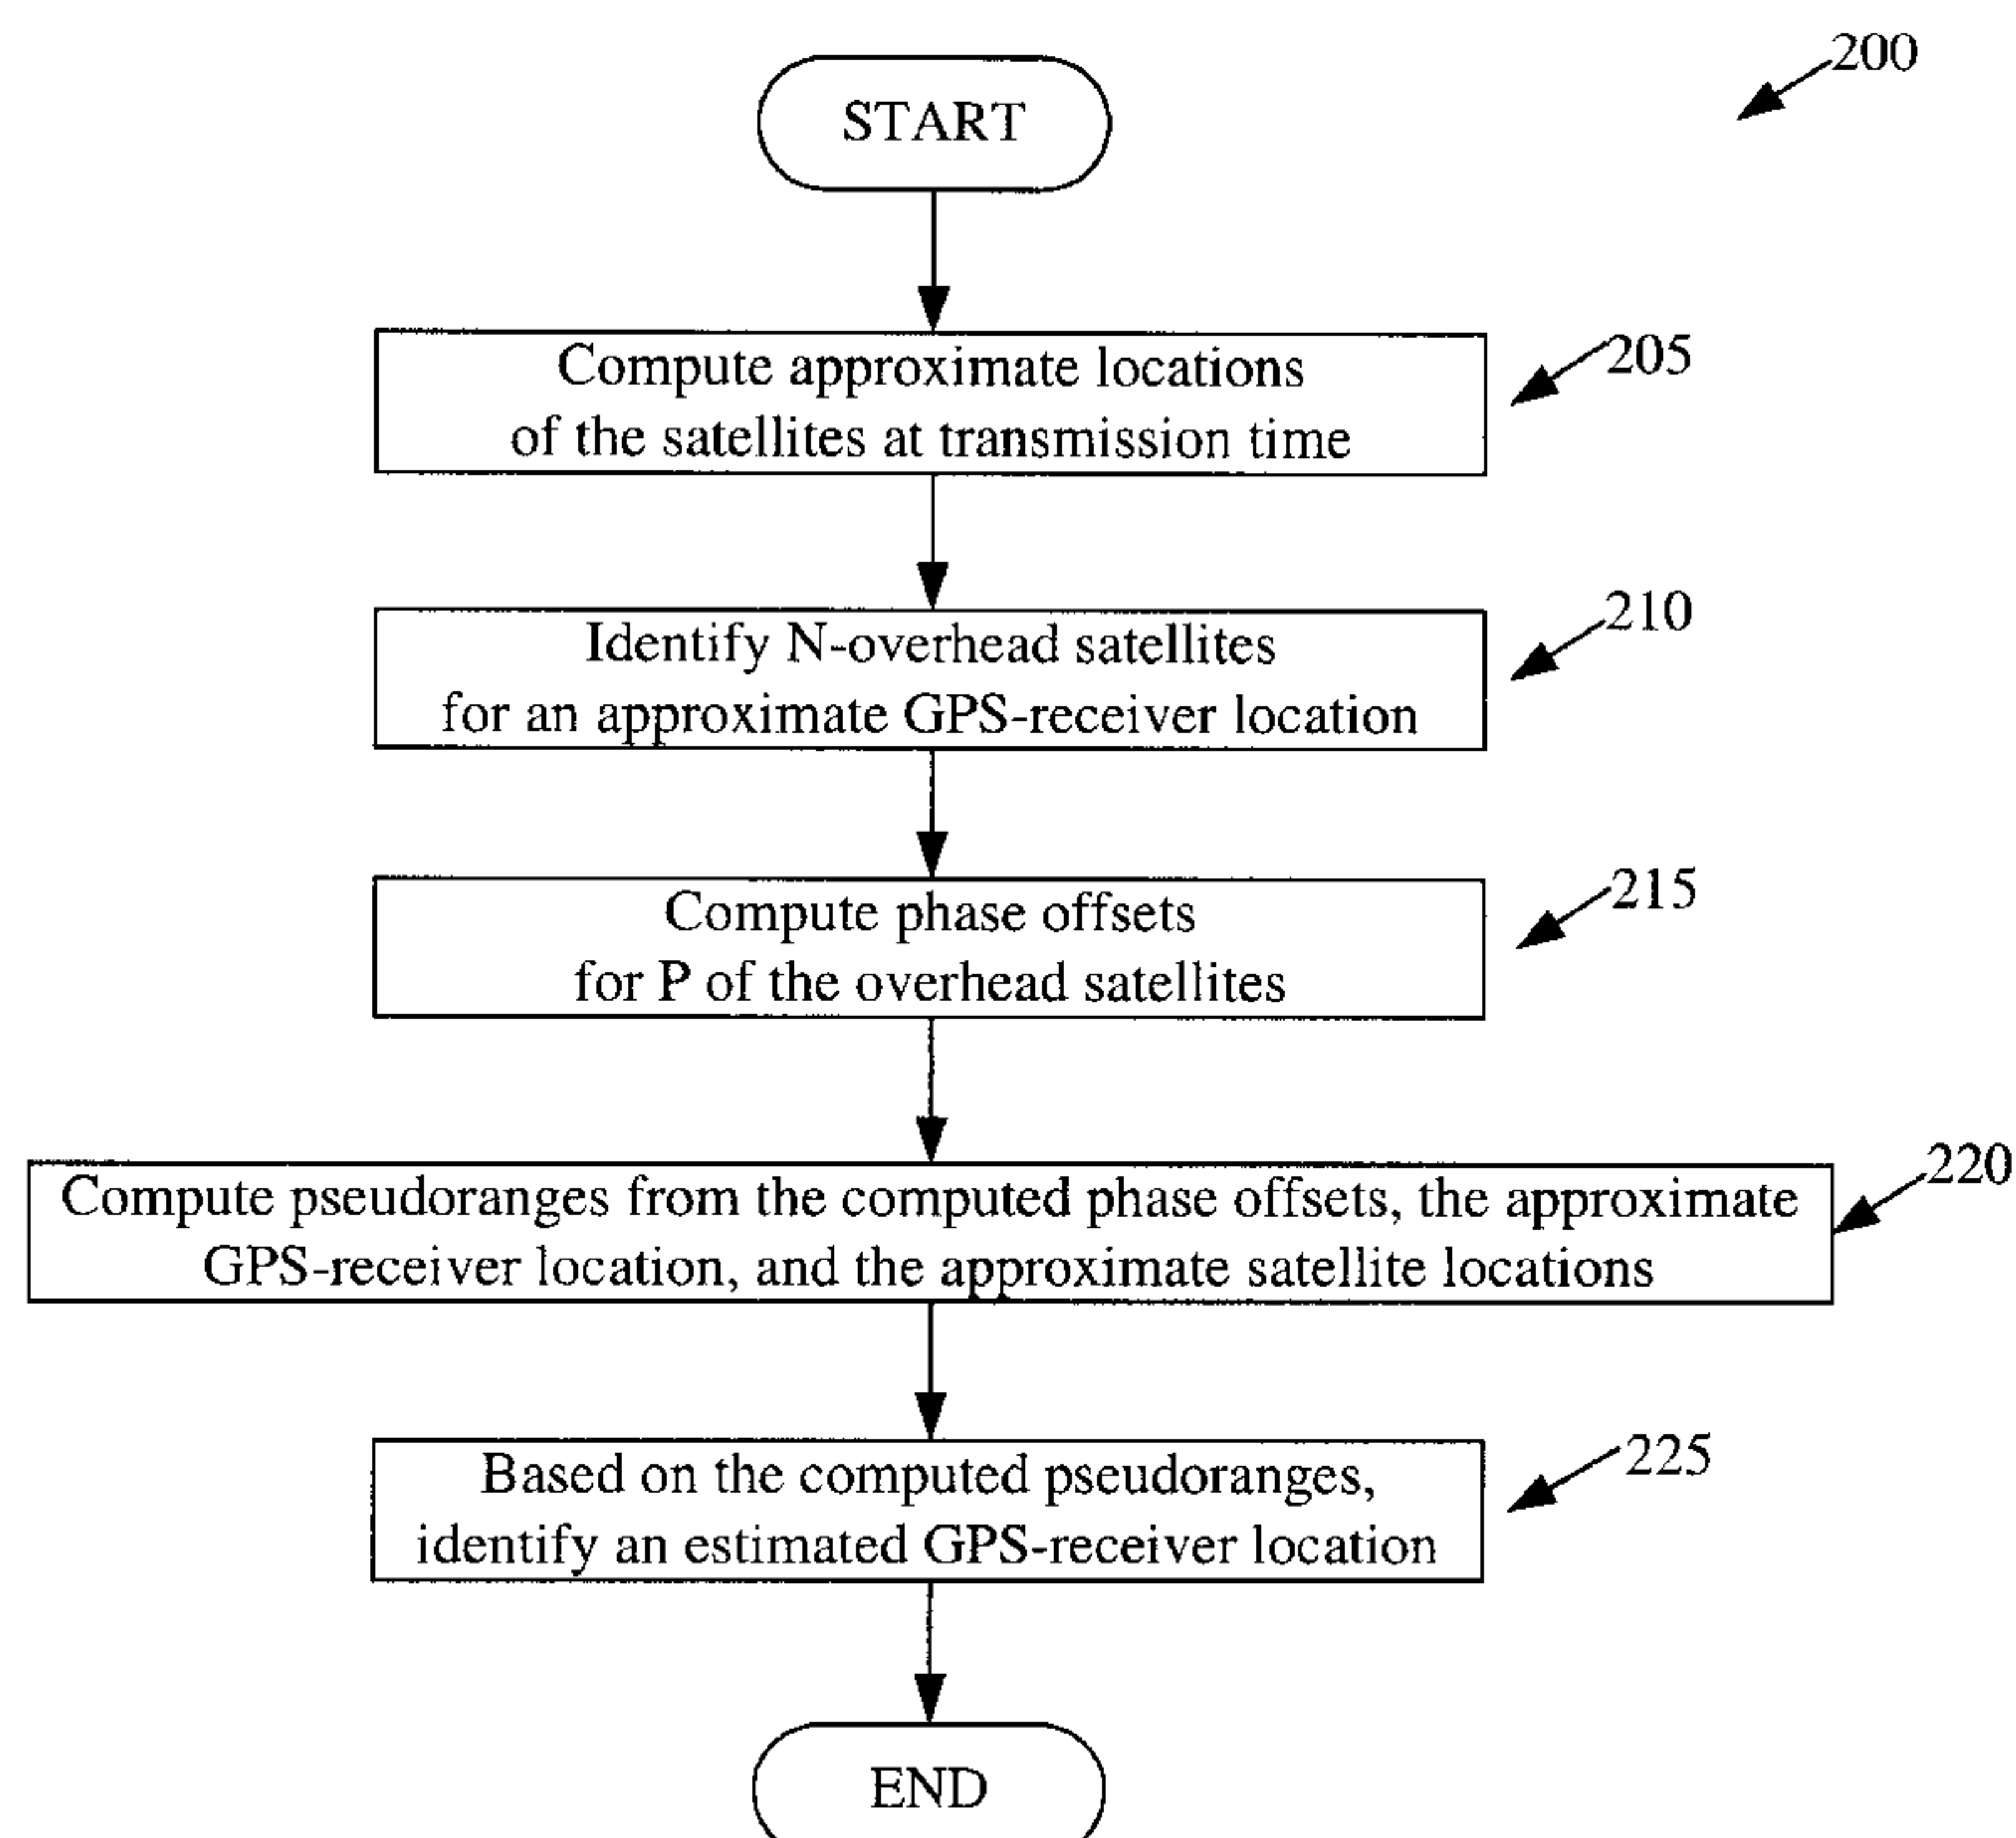 200
START
Compute approximate locations
of the satellites at transmission time
205
Identify N-overhead satellites
for an approximate GPS-receiver location
210
Compute phase offsets
for P of the overhead satellites
215
Compute pseudoranges from the computed phase offsets, the approximate
GPS-receiver location, and the approximate satellite locations
220
Based on the computed pseudoranges,
identify an estimated GPS-receiver location
225
END